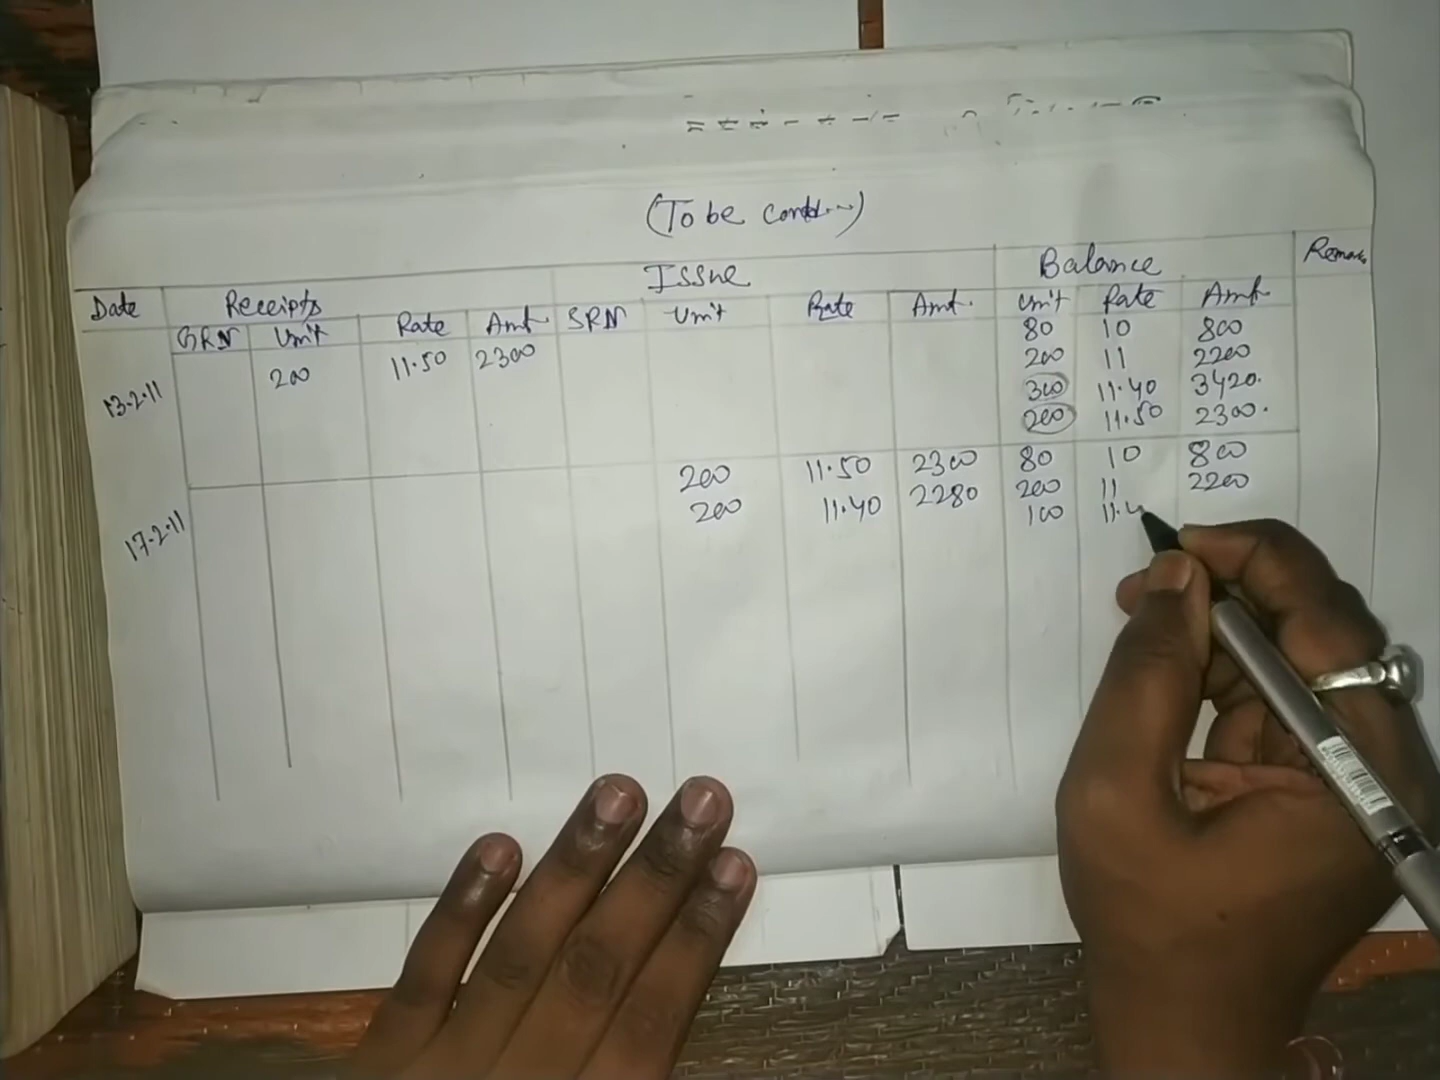 (To be contd...)
Date Receipts Issue Balance Remark
GRN Unit Rate Amt SRN Unit Rate Amt. Unit Rate Amt
13-2-11 200 11.50 2300 80 10 800
200 11 2200
300 11.40 3420.
200 11.50 2300.
17-2-11 200 11.50 2300 80 10 800
200 11.40 2280 200 11 2200
100 11.4